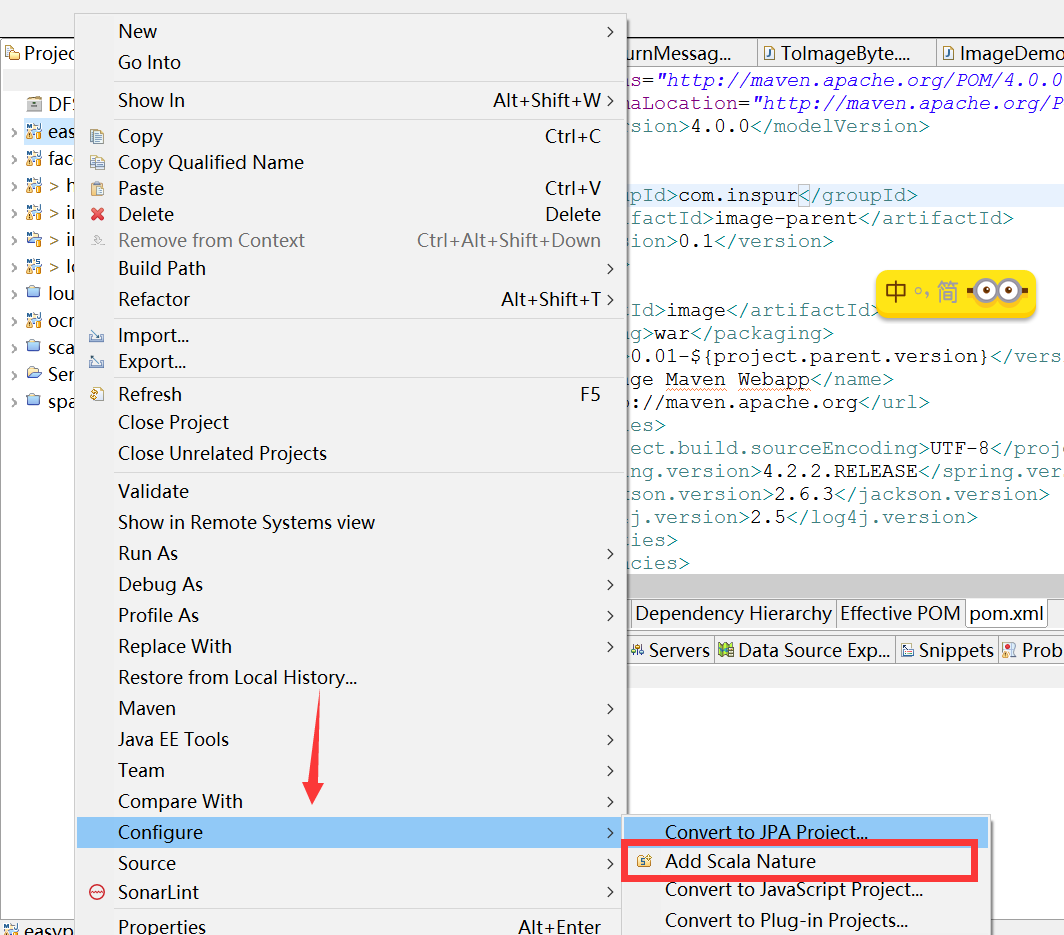 New
Go Into
Show In Alt+Shift+W
Copy Ctrl+C
Copy Qualified Name
Paste Ctrl+V
Delete Delete
Remove from Context Ctrl+Alt+Shift+Down
Build Path
Refactor Alt+Shift+T
Import...
Export...
Refresh F5
Close Project
Close Unrelated Projects
Validate
Show in Remote Systems view
Run As
Debug As
Profile As
Replace With
Restore from Local History...
Maven
Java EE Tools
Team
Compare With
Configure
Source
SonarLint
Properties Alt+Enter
Convert to JPA Project...
Add Scala Nature
Convert to JavaScript Project...
Convert to Plug-in Projects...
Projec
DFS
eas
fac
> h
> i
> i
> l
lou
ocr
sca
Ser
spa
easyp
urnMessag... ToImageByte.... ImageDemo
s="http://maven.apache.org/POM/4.0.0
maLocation="http://maven.apache.org/P
rsion>4.0.0</modelVersion>
pId>com.inspur</groupId>
ifactId>image-parent</artifactId>
sion>0.1</version>
Id>image</artifactId>
g>war</packaging>
0.01-${project.parent.version}</vers
ge Maven Webapp</name>
://maven.apache.org</url>
es>
ect.build.sourceEncoding>UTF-8</proje
ng.version>4.2.2.RELEASE</spring.ver
son.version>2.6.3</jackson.version>
j.version>2.5</log4j.version>
ies>
cies>
中 °, 简
Dependency Hierarchy Effective POM pom.xml
Servers Data Source Exp... Snippets Prob